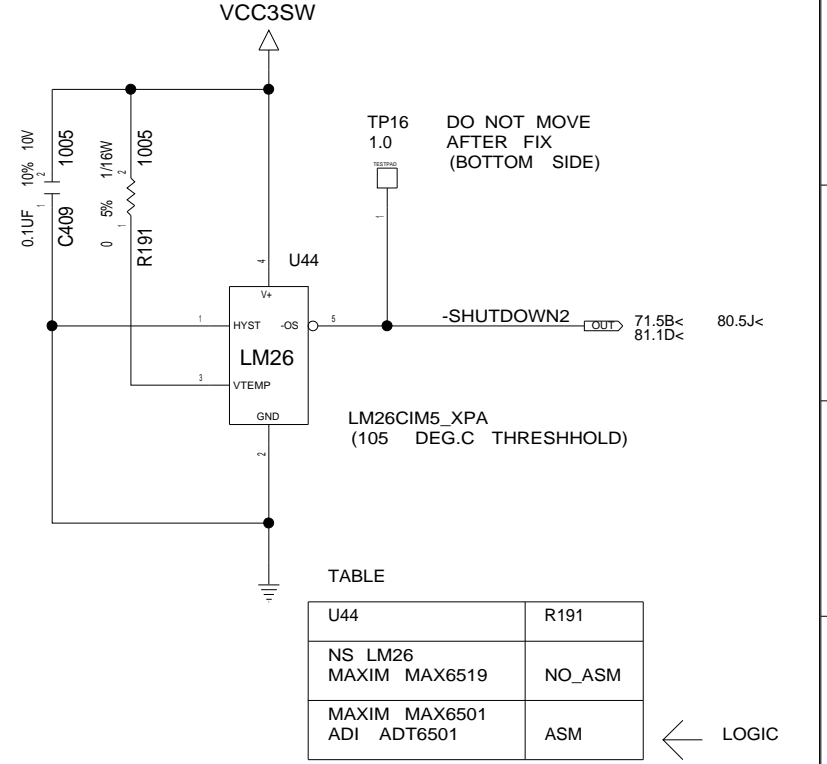 VCC3SW
0.1UF 10% 10V
C409 1005
1
2
0 5% 1/16W
R191 1005
1
2
TP16 DO NOT MOVE
1.0 AFTER FIX
(BOTTOM SIDE)
TESTPAD
1
4
U44
V+
1
HYST -OS
5
-SHUTDOWN2
OUT
71.5B< 80.5J<
81.1D<
LM26
3
VTEMP
GND
2
LM26CIM5_XPA
(105 DEG.C THRESHHOLD)
TABLE
U44 R191
NS LM26
MAXIM MAX6519 NO_ASM
MAXIM MAX6501
ADI ADT6501 ASM
LOGIC